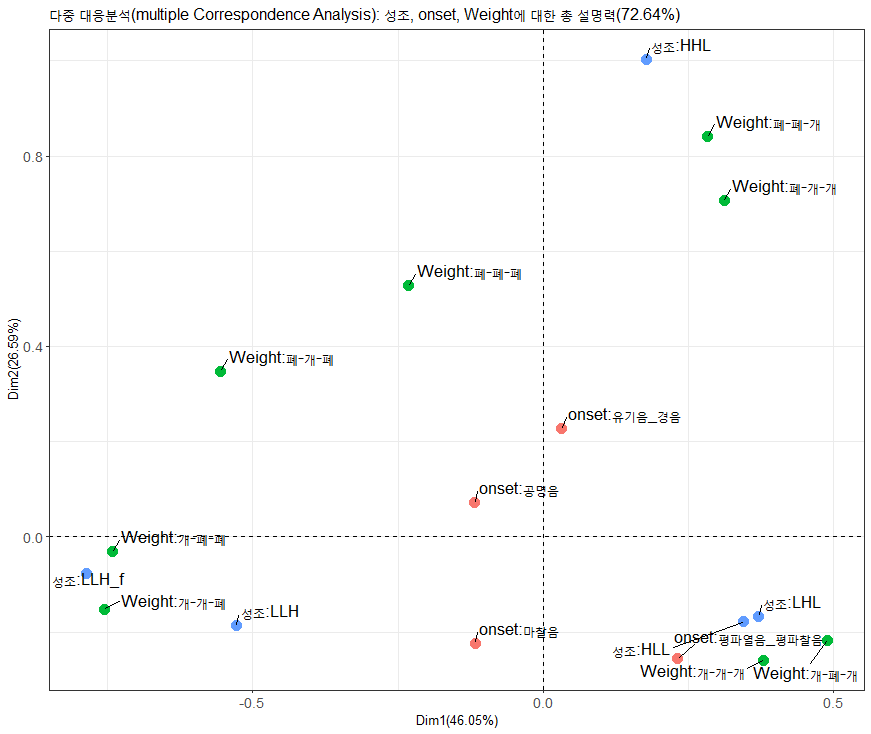 다중 대응분석(multiple Correspondence Analysis): 성조, onset, Weight에 대한 총 설명력(72.64%)
성조:HHL
Weight:폐-폐-개
0.8
Weight:폐-개-개
Weight:폐-폐-폐
0.4
Weight:폐-개-폐
onset:유기음_경음
onset:공명음
0.0
Weight:개-폐-폐
성조:LLH_f
Weight:개-개-폐
성조:LLH
성조:LHL
onset:마찰음
onset:평파열음_평파찰음
성조:HLL
Weight:개-개-개
Weight:개-폐-개
-0.5
0.0
0.5
Dim1(46.05%)
Dim2(26.59%)